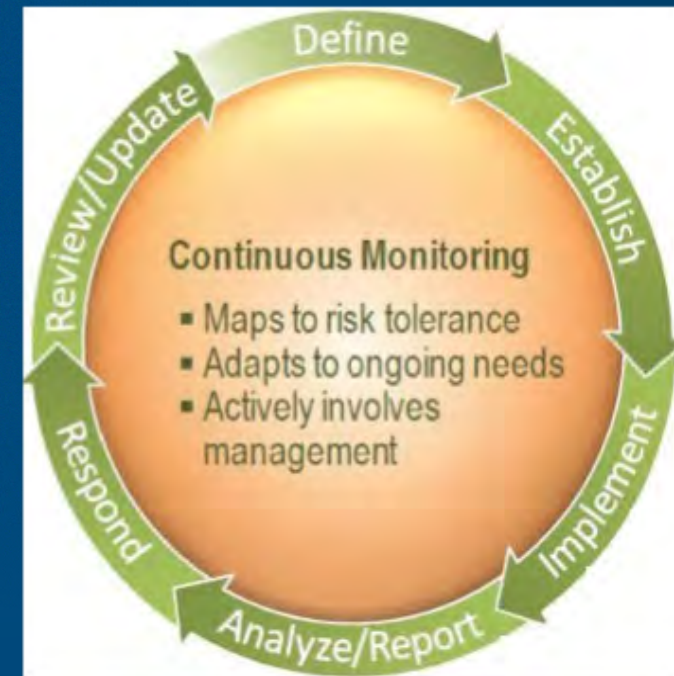 Define
Establish
Implement
Analyze/Report
Respond
Review/Update
Continuous Monitoring
▪ Maps to risk tolerance
▪ Adapts to ongoing needs
▪ Actively involves
management